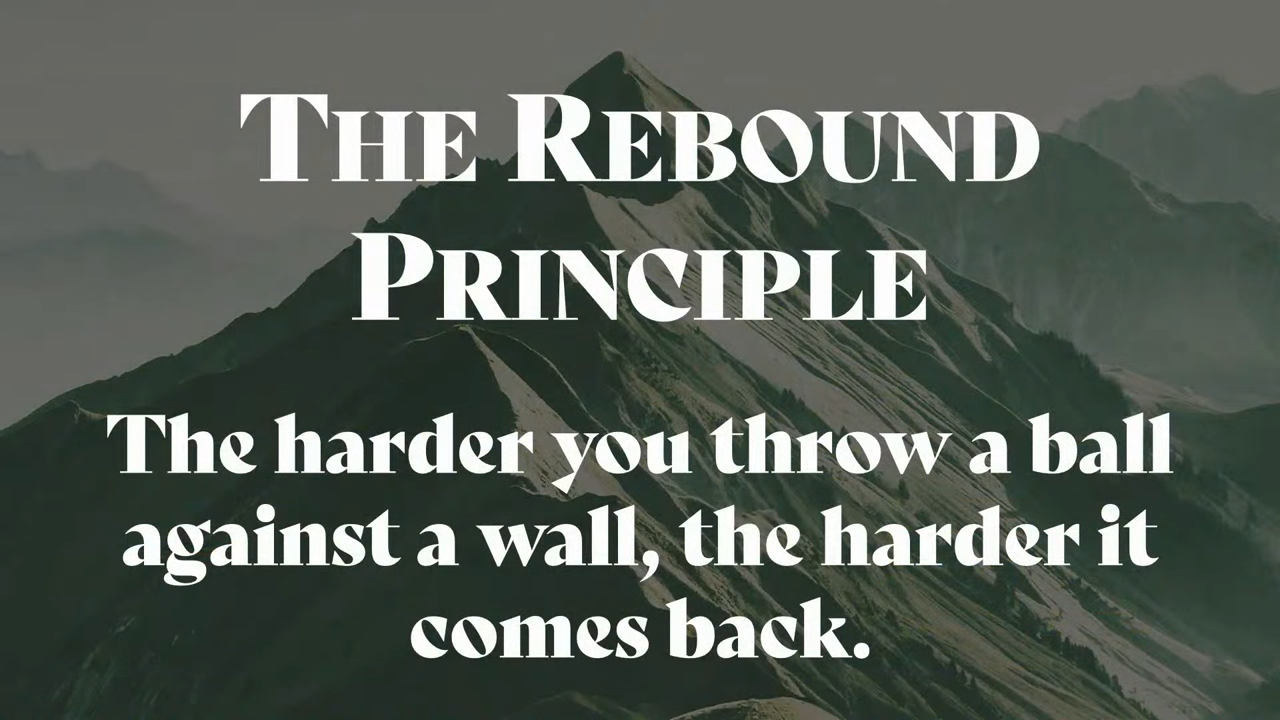 The Rebound
Principle
The harder you throw a ball
against a wall, the harder it
comes back.